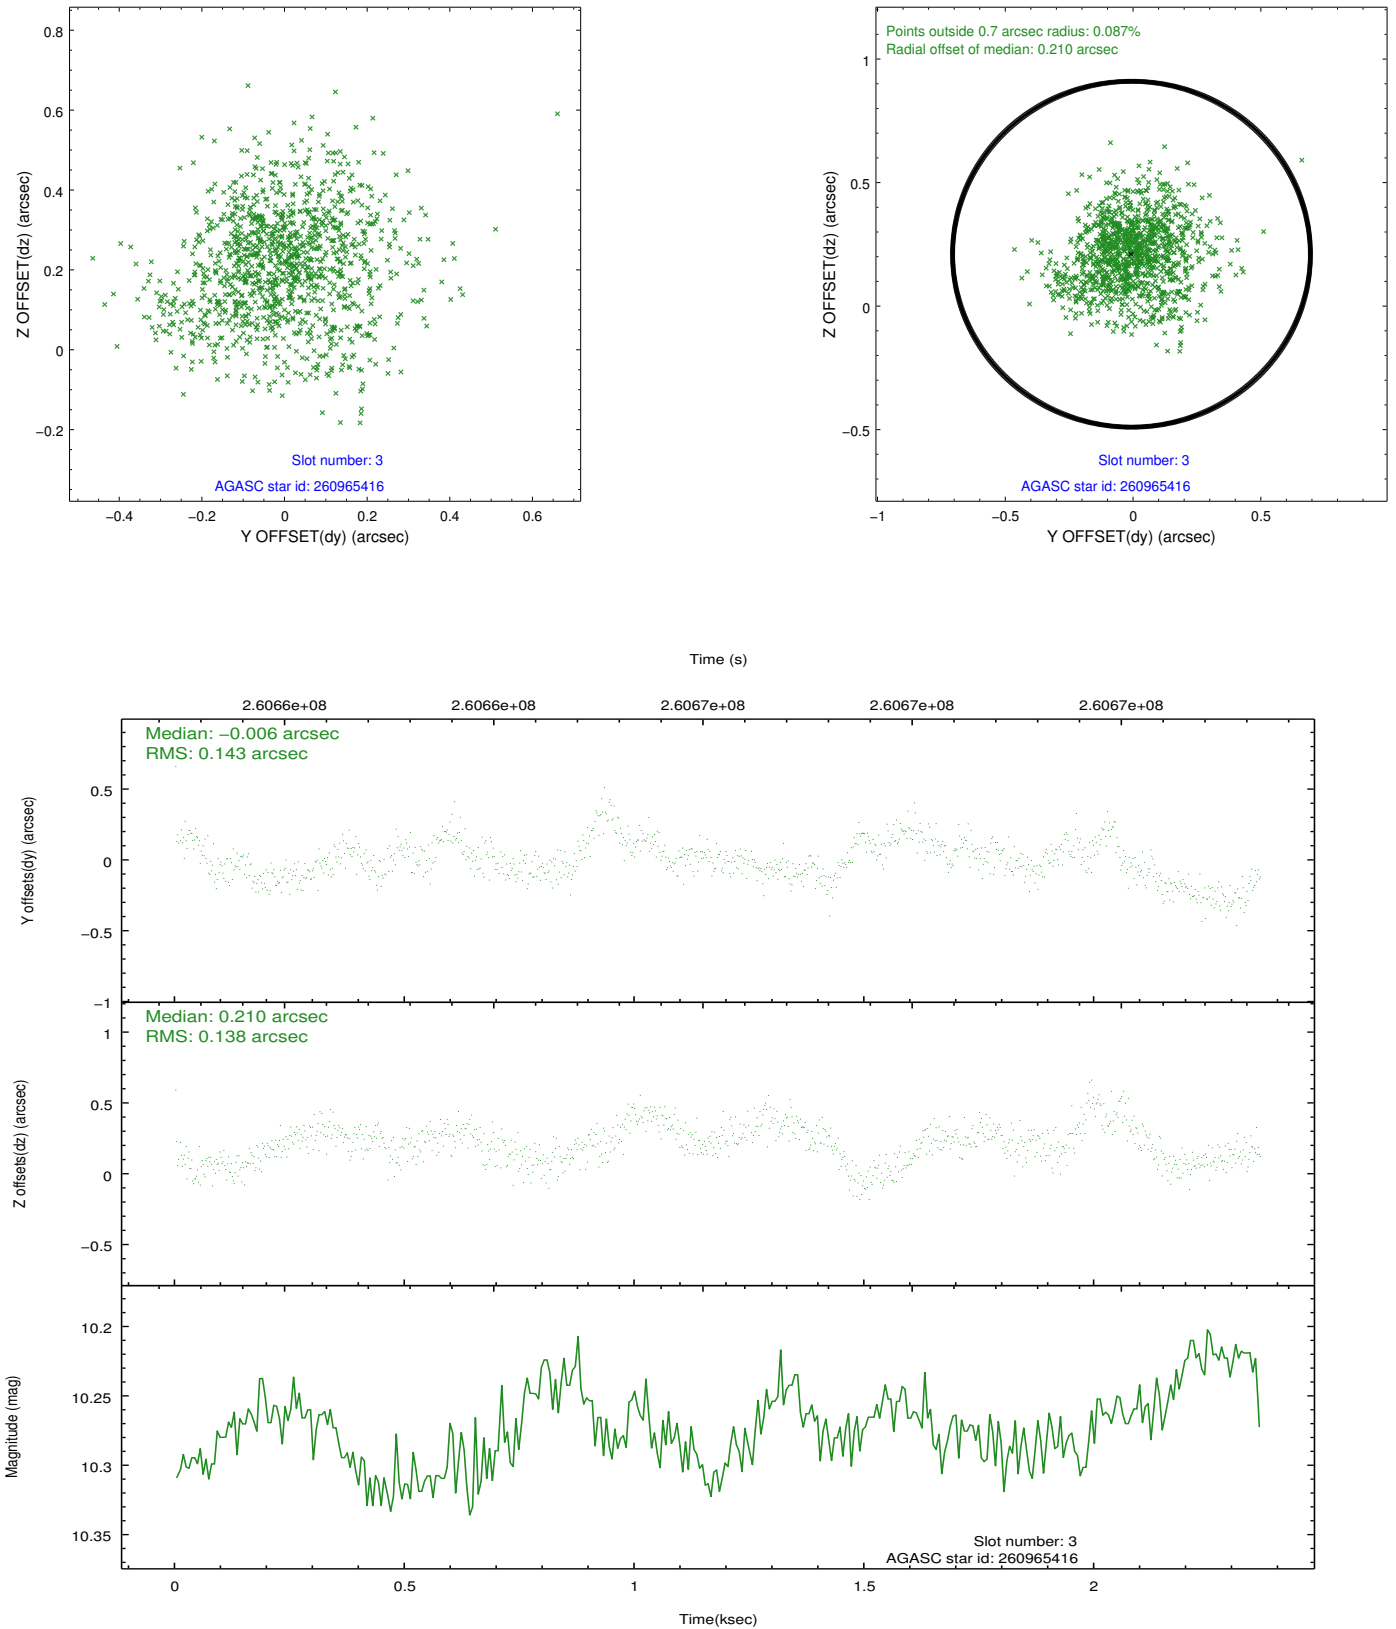 0.8
0.6
0.4
0.2
0
−0.2
−0.4
−0.2
0
0.2
0.4
0.6
Z OFFSET(dz) (arcsec)
Y OFFSET(dy) (arcsec)
Slot number: 3
AGASC star id: 260965416
Points outside 0.7 arcsec radius: 0.087%
Radial offset of median: 0.210 arcsec
1
0.5
0
−0.5
−1
−0.5
0
0.5
Z OFFSET(dz) (arcsec)
Y OFFSET(dy) (arcsec)
Slot number: 3
AGASC star id: 260965416
Time (s)
2.6066e+08
2.6066e+08
2.6067e+08
2.6067e+08
2.6067e+08
Median: −0.006 arcsec
RMS: 0.143 arcsec
0.5
0
−0.5
−1
Y offsets(dy) (arcsec)
Median: 0.210 arcsec
RMS: 0.138 arcsec
1
0.5
0
−0.5
Z offsets(dz) (arcsec)
10.2
10.25
10.3
10.35
Magnitude (mag)
Slot number: 3
AGASC star id: 260965416
0
0.5
1
1.5
2
Time(ksec)